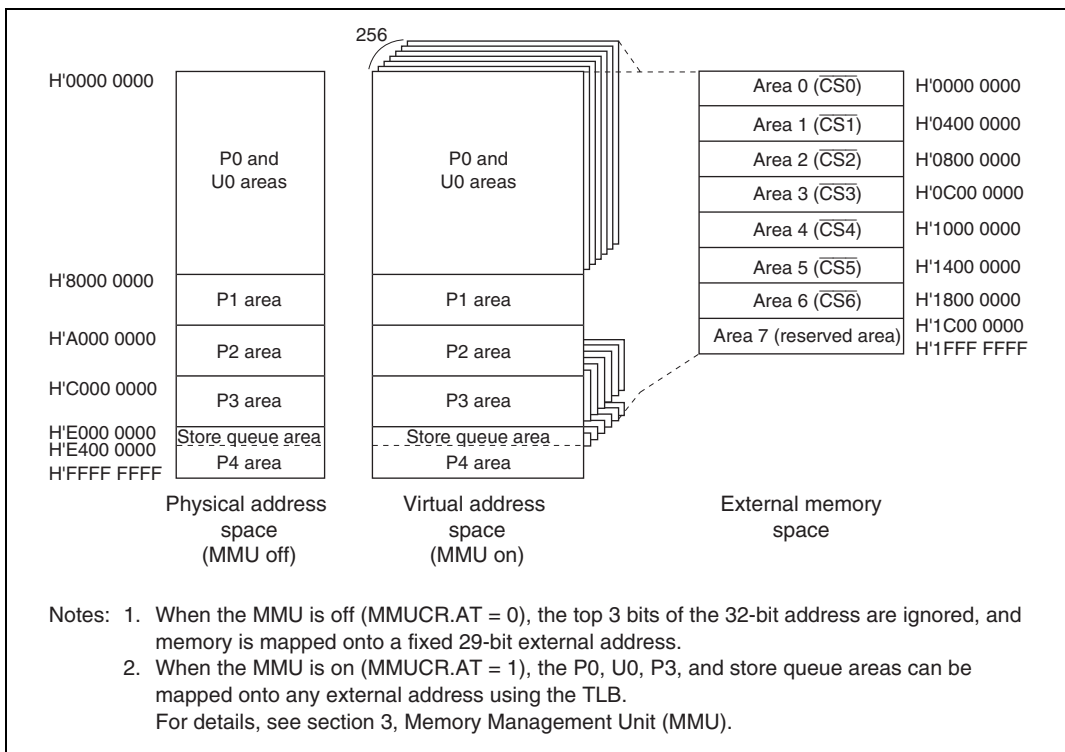 256
H'0000 0000
P0 and
U0 areas
H'8000 0000
P1 area
H'A000 0000
P2 area
H'C000 0000
P3 area
H'E000 0000
Store queue area
H'E400 0000
P4 area
H'FFFF FFFF
Physical address
space
(MMU off)
P0 and
U0 areas
P1 area
P2 area
P3 area
Store queue area
P4 area
Virtual address
space
(MMU on)
Area 0 (C̅S̅0̅) H'0000 0000
Area 1 (C̅S̅1̅) H'0400 0000
Area 2 (C̅S̅2̅) H'0800 0000
Area 3 (C̅S̅3̅) H'0C00 0000
Area 4 (C̅S̅4̅) H'1000 0000
Area 5 (C̅S̅5̅) H'1400 0000
Area 6 (C̅S̅6̅) H'1800 0000
Area 7 (reserved area) H'1C00 0000
H'1FFF FFFF
External memory
space
Notes: 1. When the MMU is off (MMUCR.AT = 0), the top 3 bits of the 32-bit address are ignored, and
memory is mapped onto a fixed 29-bit external address.
2. When the MMU is on (MMUCR.AT = 1), the P0, U0, P3, and store queue areas can be
mapped onto any external address using the TLB.
For details, see section 3, Memory Management Unit (MMU).